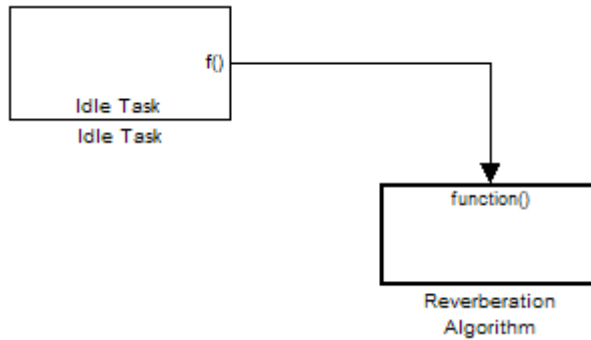 f()
Idle Task
Idle Task
function()
Reverberation
Algorithm